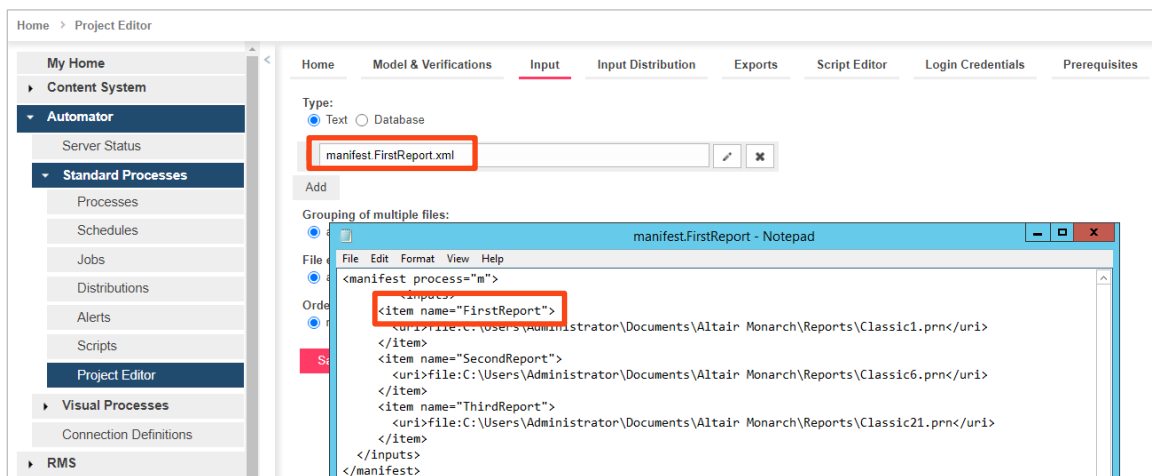 Home > Project Editor
My Home
Content System
Automator
Server Status
Standard Processes
Processes
Schedules
Jobs
Distributions
Alerts
Scripts
Project Editor
Visual Processes
Connection Definitions
RMS
Home Model & Verifications Input Input Distribution Exports Script Editor Login Credentials Prerequisites
Type:
Text Database
manifest.FirstReport.xml
Add
Grouping of multiple files:
manifest.FirstReport - Notepad
File Edit Format View Help
<manifest process="m">
<inputs>
<item name="FirstReport">
<uri>file:C:\Users\Administrator\Documents\Altair Monarch\Reports\Classic1.prn</uri>
</item>
<item name="SecondReport">
<uri>file:C:\Users\Administrator\Documents\Altair Monarch\Reports\Classic6.prn</uri>
</item>
<item name="ThirdReport">
<uri>file:C:\Users\Administrator\Documents\Altair Monarch\Reports\Classic21.prn</uri>
</item>
</inputs>
</manifest>